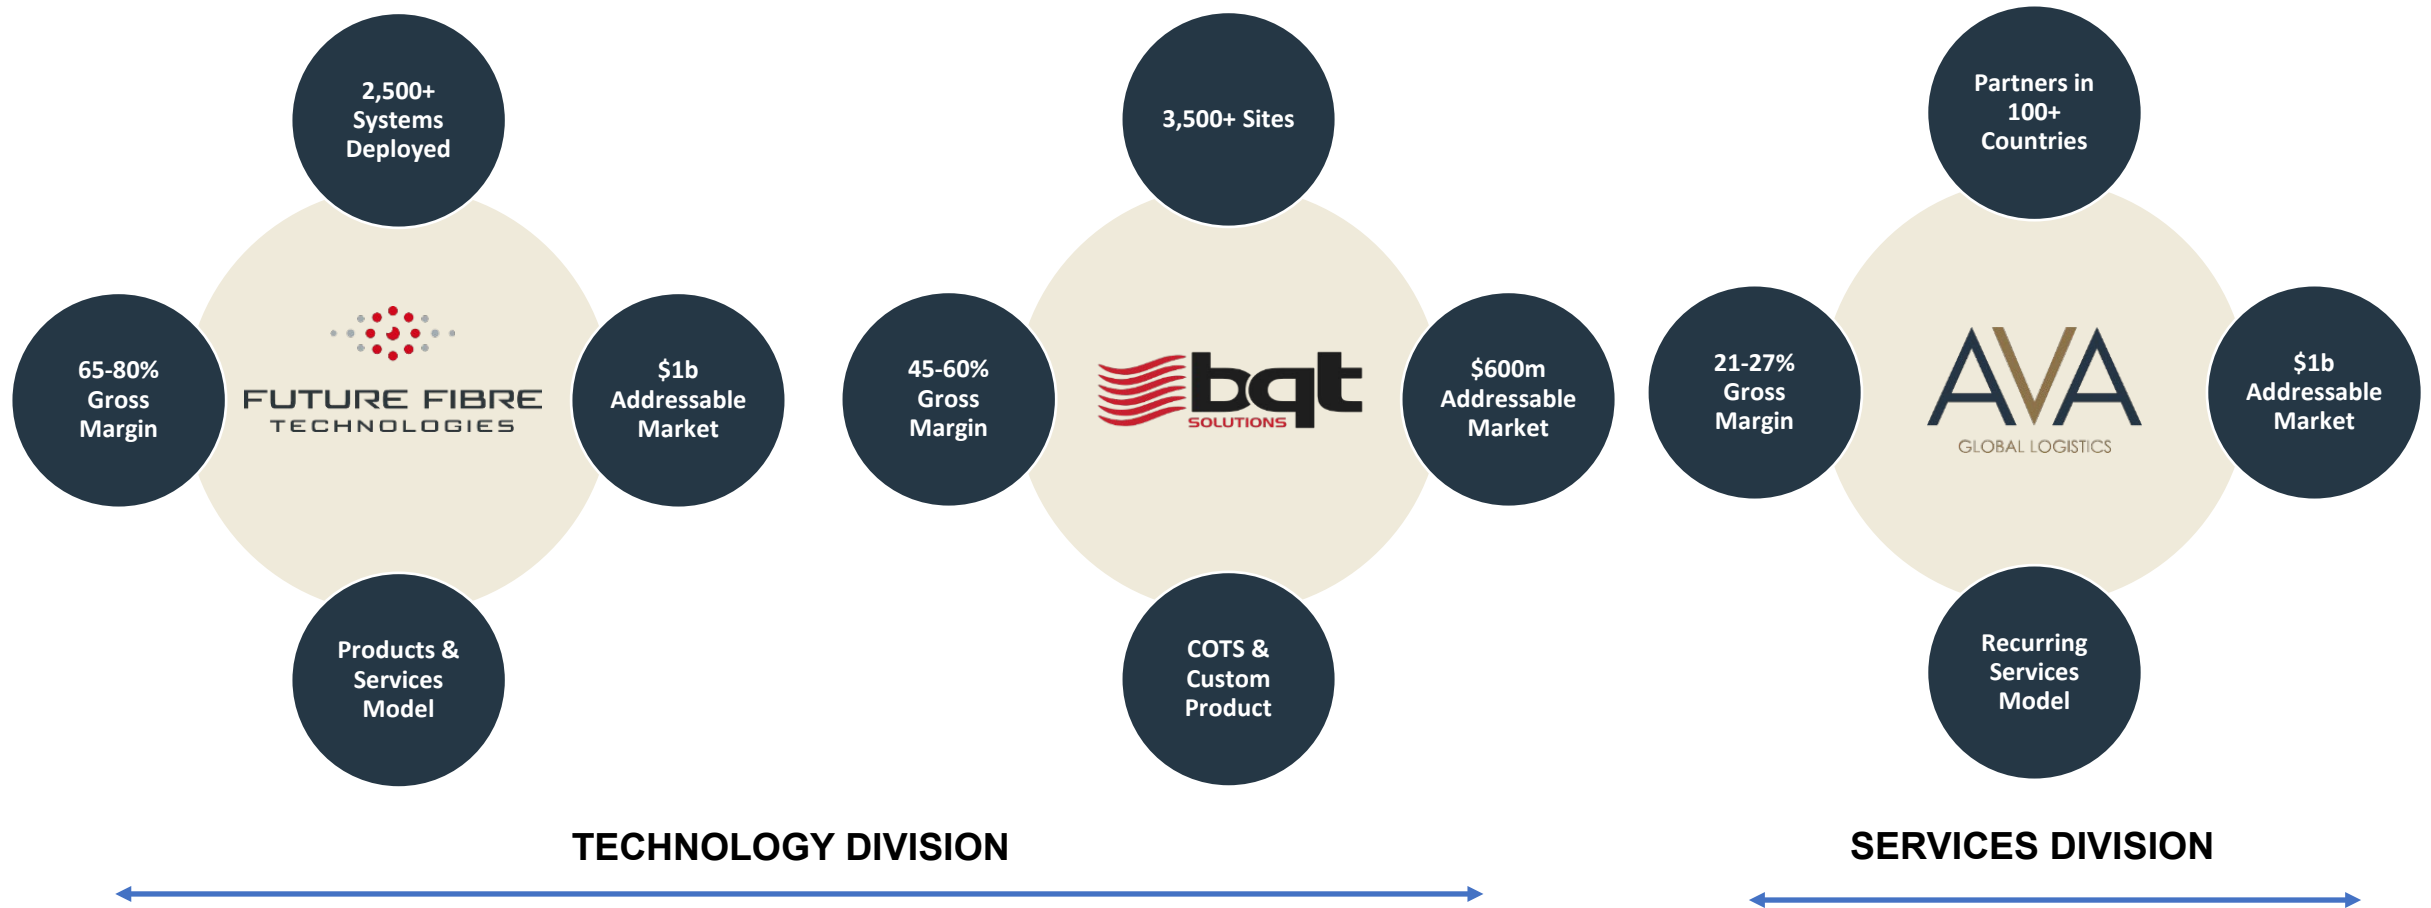 2,500+
Systems
Deployed
65-80%
Gross
Margin
FUTURE FIBRE
TECHNOLOGIES
$1b
Addressable
Market
Products &
Services
Model
3,500+ Sites
45-60%
Gross
Margin
bqt
SOLUTIONS
$600m
Addressable
Market
COTS &
Custom
Product
Partners in
100+
Countries
21-27%
Gross
Margin
AVA
GLOBAL LOGISTICS
$1b
Addressable
Market
Recurring
Services
Model
TECHNOLOGY DIVISION
SERVICES DIVISION